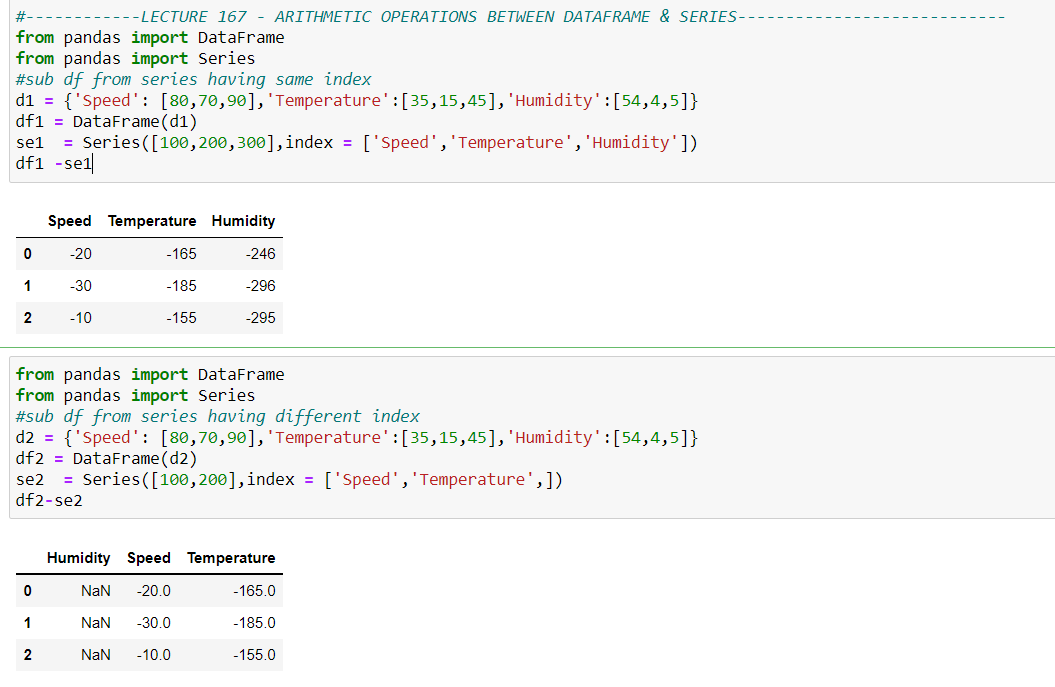 #------------LECTURE 167 - ARITHMETIC OPERATIONS BETWEEN DATAFRAME & SERIES----------------------------
from pandas import DataFrame
from pandas import Series
#sub df from series having same index
d1 = {'Speed': [80,70,90],'Temperature':[35,15,45],'Humidity':[54,4,5]}
df1 = DataFrame(d1)
se1  = Series([100,200,300],index = ['Speed','Temperature','Humidity'])
df1 -se1
Speed Temperature Humidity
0 -20 -165 -246
1 -30 -185 -296
2 -10 -155 -295
from pandas import DataFrame
from pandas import Series
#sub df from series having different index
d2 = {'Speed': [80,70,90],'Temperature':[35,15,45],'Humidity':[54,4,5]}
df2 = DataFrame(d2)
se2  = Series([100,200],index = ['Speed','Temperature',])
df2-se2
Humidity Speed Temperature
0 NaN -20.0 -165.0
1 NaN -30.0 -185.0
2 NaN -10.0 -155.0